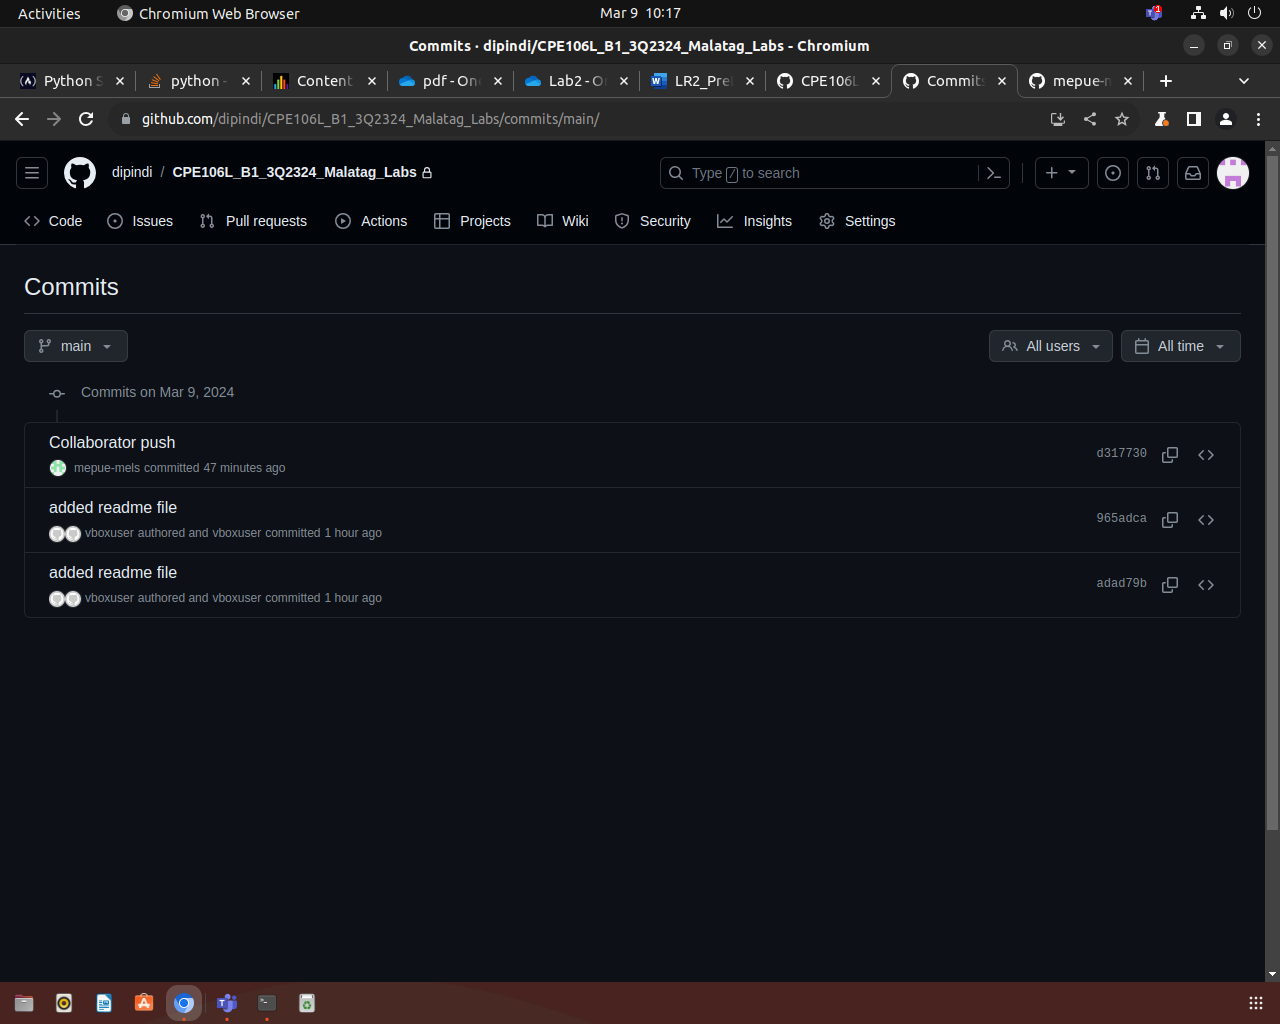 Activities
Chromium Web Browser
Mar 9 10:17
1
Commits · dipindi/CPE106L_B1_3Q2324_Malatag_Labs - Chromium
Python S
python -
Content
pdf - On
Lab2 - O
LR2_Pre
CPE106L
Commits
mepue-m
github.com/dipindi/CPE106L_B1_3Q2324_Malatag_Labs/commits/main/
dipindi / CPE106L_B1_3Q2324_Malatag_Labs
Type / to search
Code
Issues
Pull requests
Actions
Projects
Wiki
Security
Insights
Settings
Commits
main
All users
All time
Commits on Mar 9, 2024
Collaborator push
mepue-mels committed 47 minutes ago
d317730
added readme file
vboxuser authored and vboxuser committed 1 hour ago
965adca
added readme file
vboxuser authored and vboxuser committed 1 hour ago
adad79b